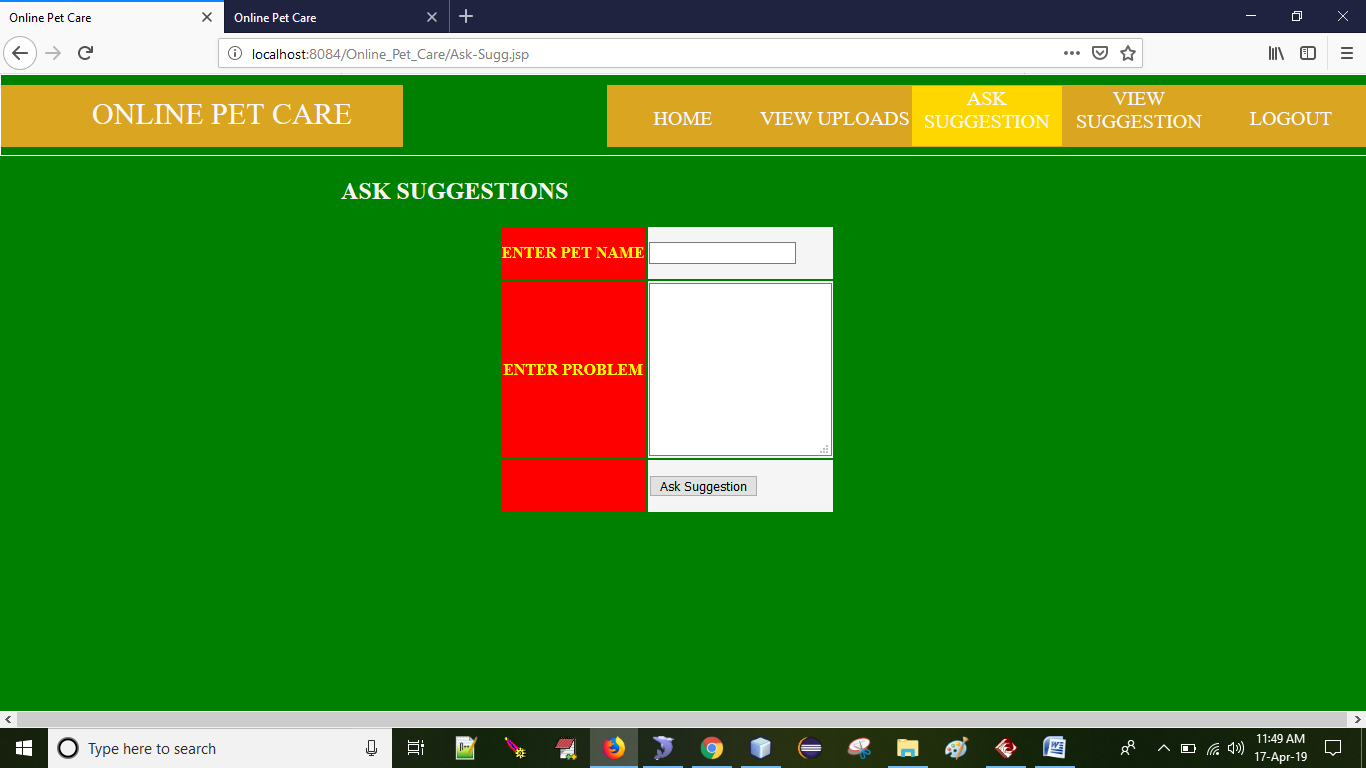 Online Pet Care
Online Pet Care
localhost:8084/Online_Pet_Care/Ask-Sugg.jsp
ONLINE PET CARE
HOME
VIEW UPLOADS
ASK
SUGGESTION
VIEW
SUGGESTION
LOGOUT
ASK SUGGESTIONS
ENTER PET NAME
ENTER PROBLEM
Ask Suggestion
Type here to search
11:49 AM
17-Apr-19